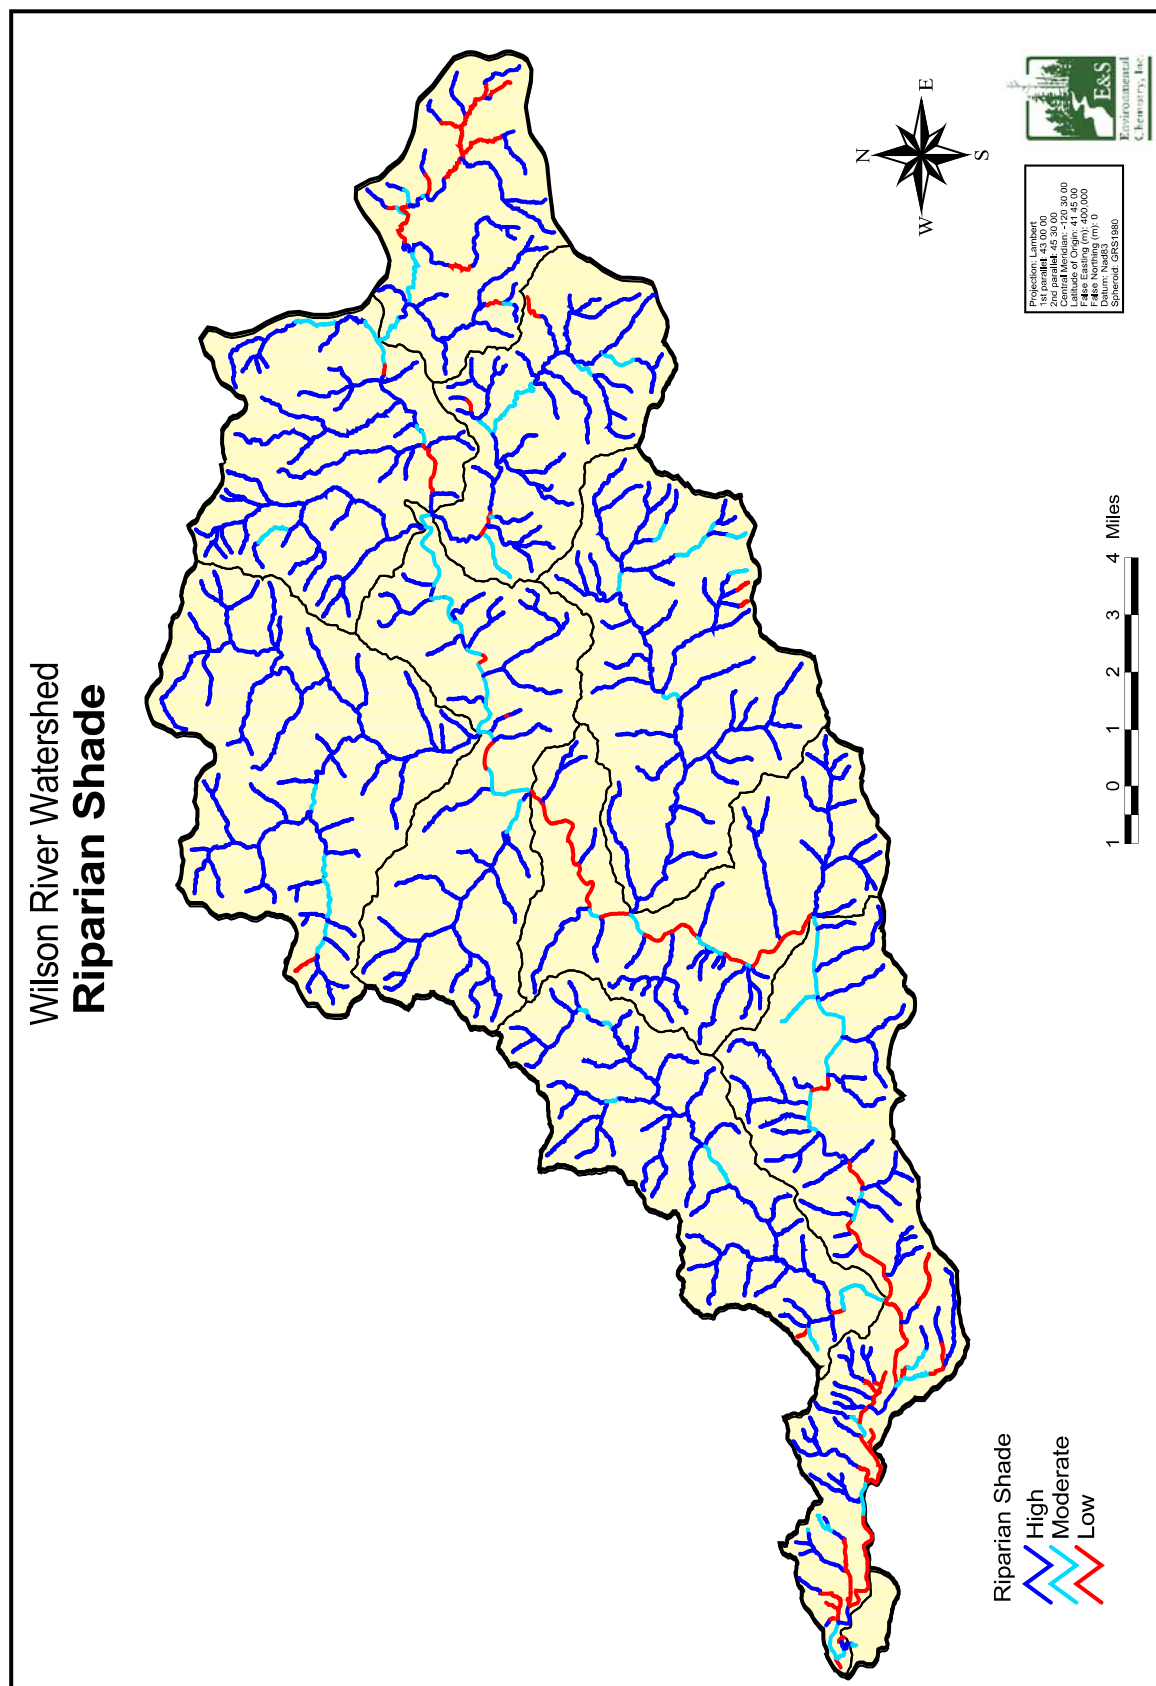 Wilson River Watershed
Riparian Shade
N
E
S
W
E&S
Environmental
Chemistry, Inc.
Projection: Lambert
1st parallel: 43 00 00
2nd parallel: 45 30 00
Central Meridian: -120 30 00
Latitude of Origin: 41 45 00
False Easting (m): 400,000
False Northing (m): 0
Datum: Nad83
Spheroid: GRS1980
1 0 1 2 3 4 Miles
Riparian Shade
High
Moderate
Low